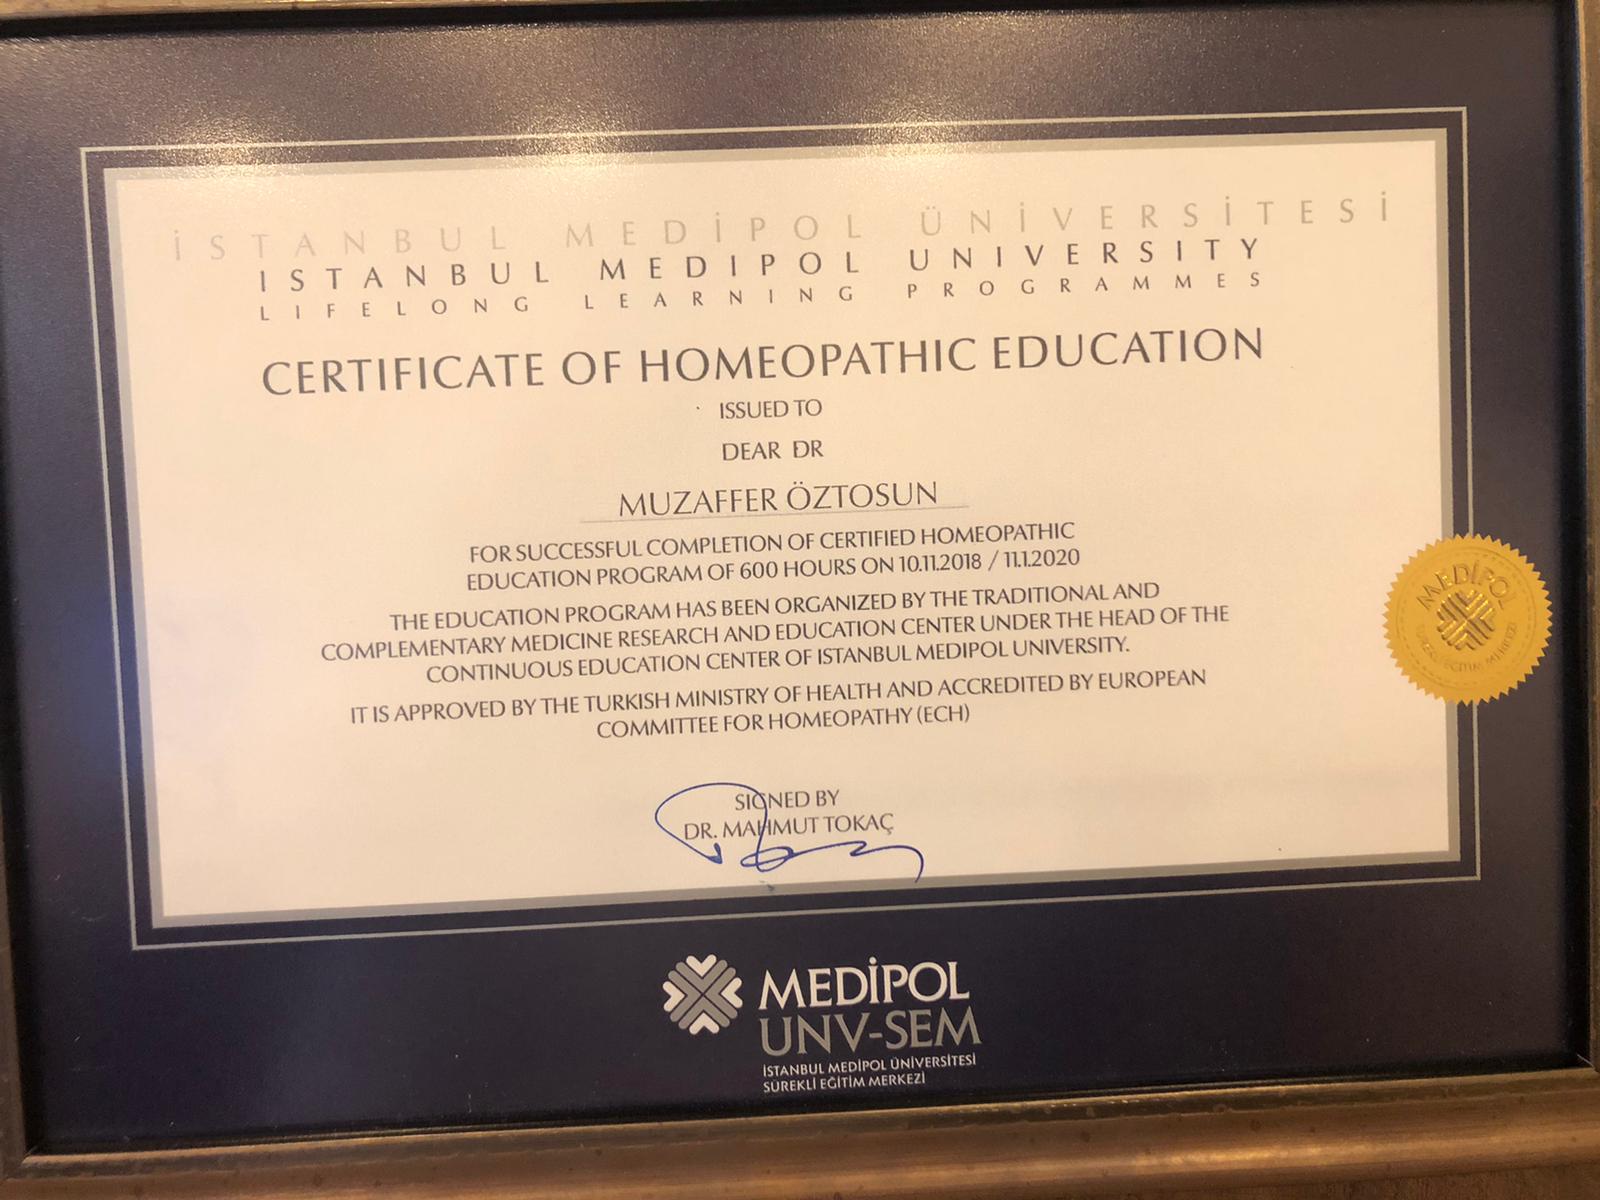 İSTANBUL MEDİPOL ÜNİVERSİTESİ
ISTANBUL MEDIPOL UNIVERSITY
LIFELONG LEARNING PROGRAMMES
CERTIFICATE OF HOMEOPATHIC EDUCATION
ISSUED TO
DEAR DR
MUZAFFER ÖZTOSUN
FOR SUCCESSFUL COMPLETION OF CERTIFIED HOMEOPATHIC
EDUCATION PROGRAM OF 600 HOURS ON 10.11.2018 / 11.1.2020
THE EDUCATION PROGRAM HAS BEEN ORGANIZED BY THE TRADITIONAL AND
COMPLEMENTARY MEDICINE RESEARCH AND EDUCATION CENTER UNDER THE HEAD OF THE
CONTINUOUS EDUCATION CENTER OF ISTANBUL MEDIPOL UNIVERSITY.
IT IS APPROVED BY THE TURKISH MINISTRY OF HEALTH AND ACCREDITED BY EUROPEAN
COMMITTEE FOR HOMEOPATHY (ECH)
MEDİPOL
EĞİTİM MERKEZİ
SIGNED BY
DR. MAHMUT TOKAÇ
MEDİPOL
UNV-SEM
İSTANBUL MEDİPOL ÜNİVERSİTESİ
SÜREKLİ EĞİTİM MERKEZİ